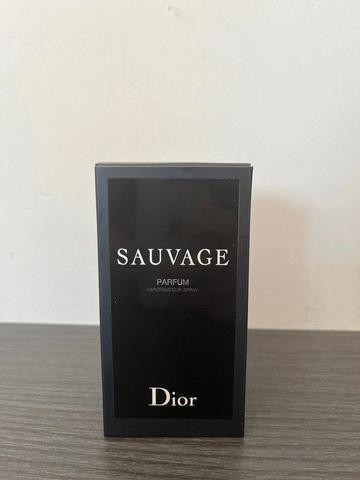 SAUVAGE
PARFUM
VAPORISATEUR SPRAY
Dior